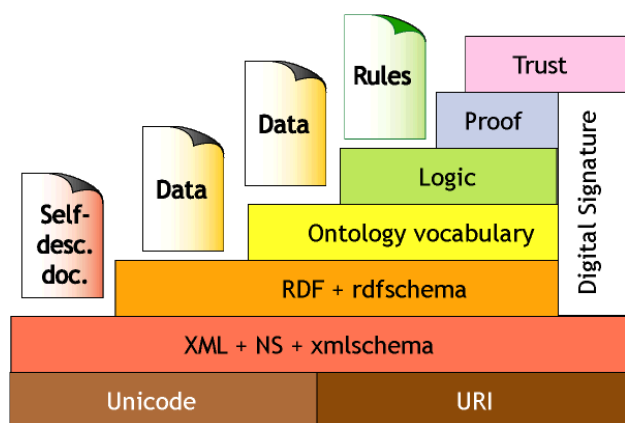 Rules
Trust
Data
Proof
Data
Logic
Self-
desc.
doc.
Ontology vocabulary
Digital Signature
RDF + rdfschema
XML + NS + xmlschema
Unicode
URI